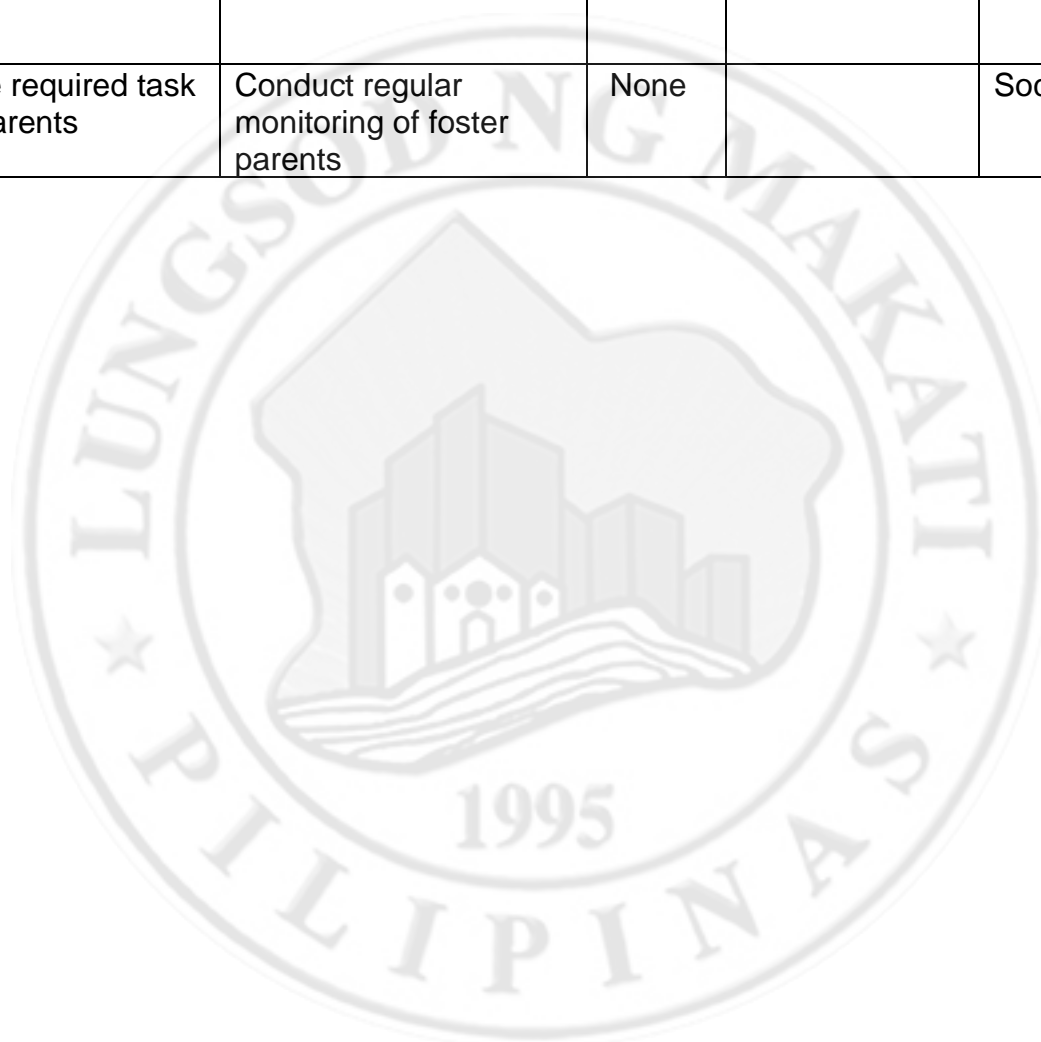 required task
Conduct regular
None
Soc
arents
monitoring of foster
parents
LUNGSOD NG MAKATI
1995
PILIPINAS